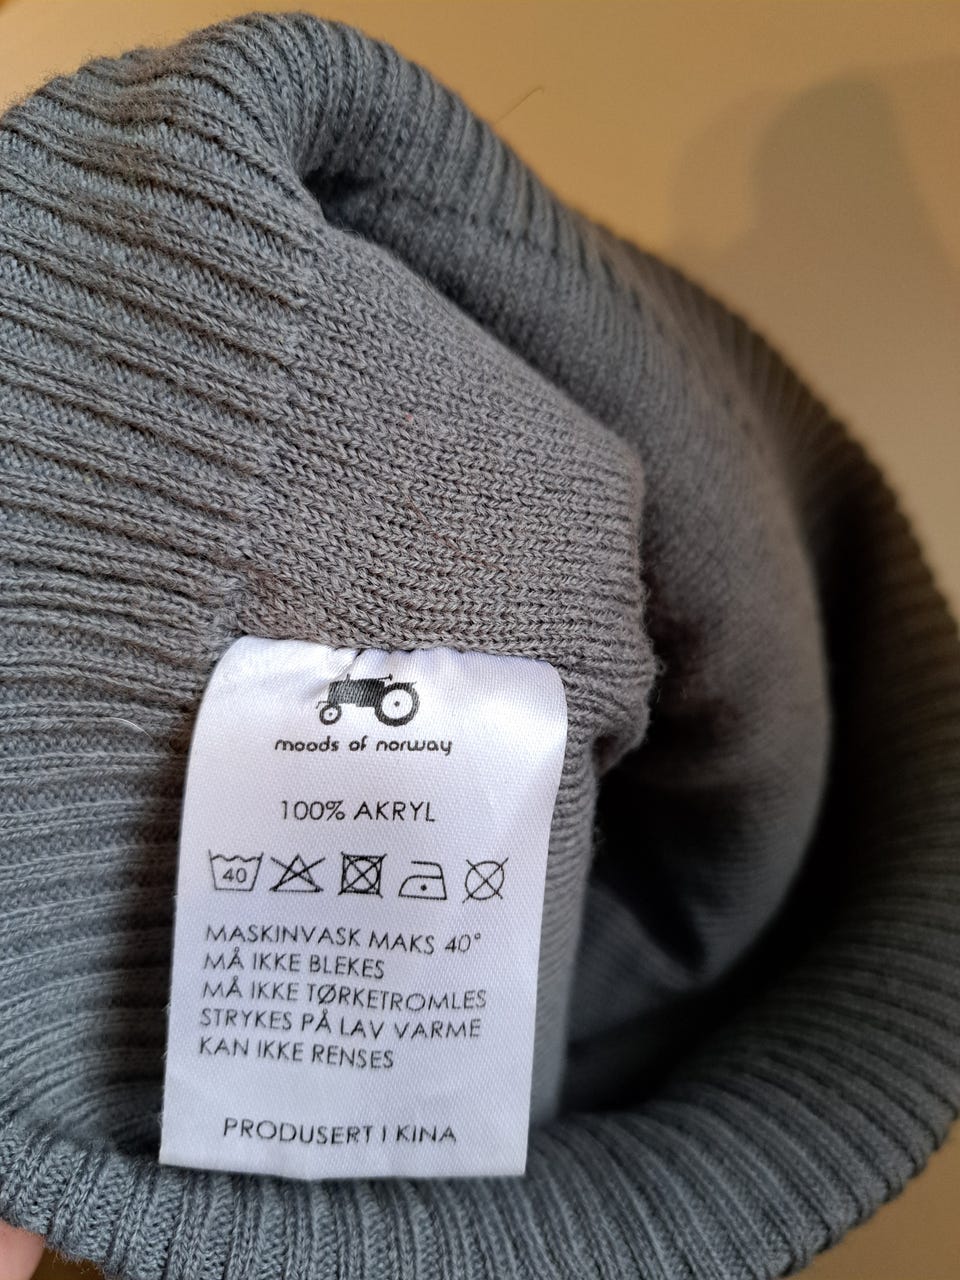 moods of norway
100% AKRYL
40
MASKINVASK MAKS 40°
MÅ IKKE BLEKES
MÅ IKKE TØRKETROMLES
STRYKES PÅ LAV VARME
KAN IKKE RENSES
PRODUSERT I KINA